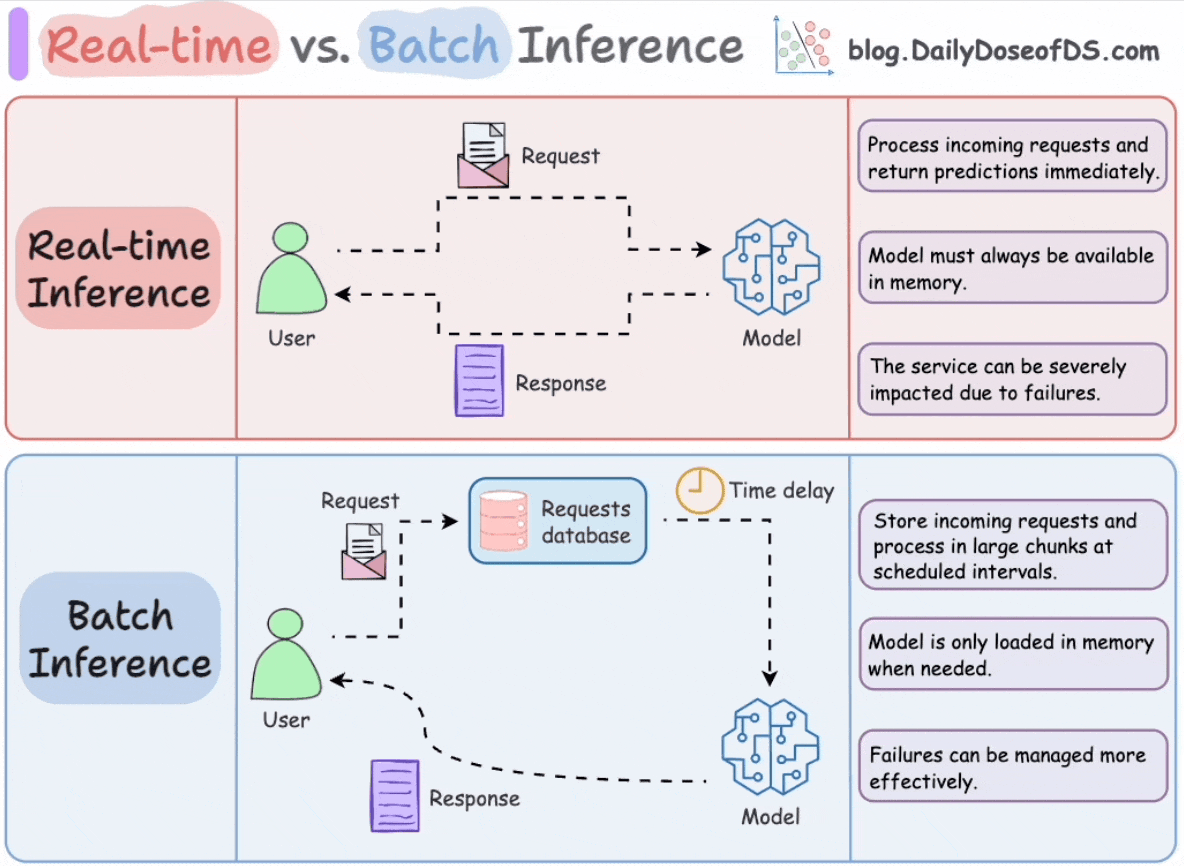 Real-time vs. Batch Inference
blog.DailyDoseofDS.com
Real-time
Inference
Request
User
Model
Response
Process incoming requests and
return predictions immediately.
Model must always be available
in memory.
The service can be severely
impacted due to failures.
Batch
Inference
Request
Requests
database
Time delay
User
Response
Model
Store incoming requests and
process in large chunks at
scheduled intervals.
Model is only loaded in memory
when needed.
Failures can be managed more
effectively.